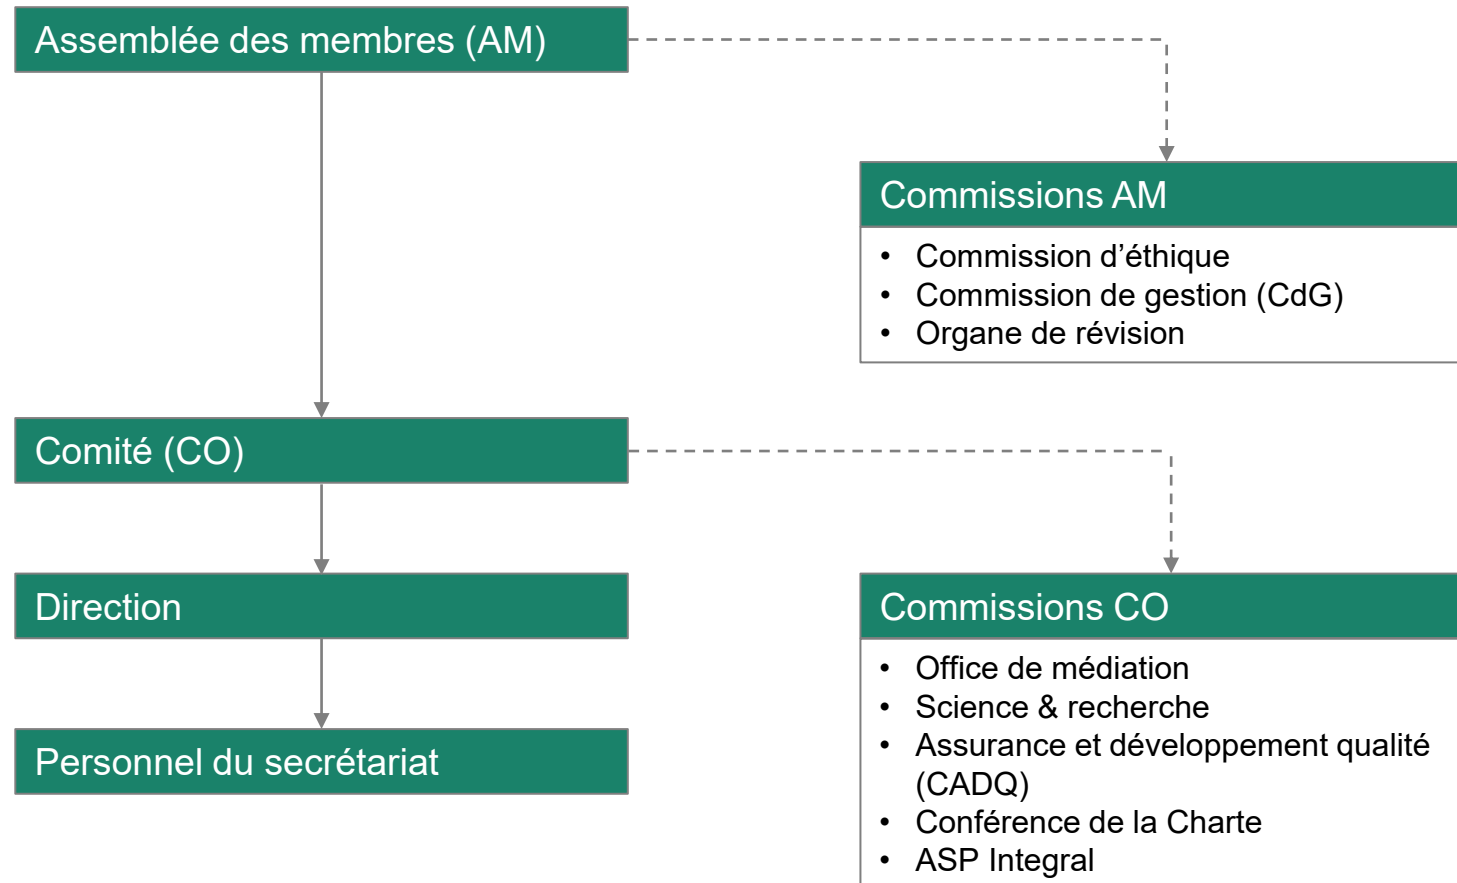 Assemblée des membres (AM)
Commissions AM
• Commission d’éthique
• Commission de gestion (CdG)
• Organe de révision
Comité (CO)
Direction
Personnel du secrétariat
Commissions CO
• Office de médiation
• Science & recherche
• Assurance et développement qualité
(CADQ)
• Conférence de la Charte
• ASP Integral